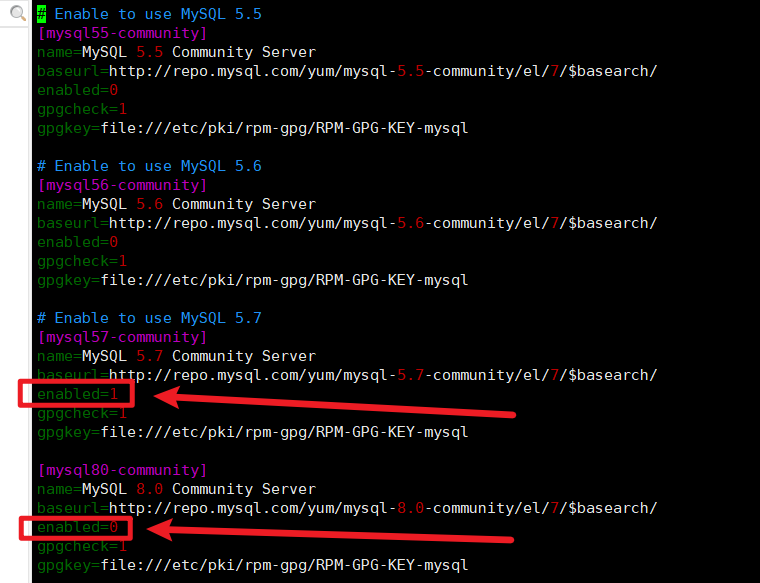 # Enable to use MySQL 5.5
[mysql55-community]
name=MySQL 5.5 Community Server
baseurl=http://repo.mysql.com/yum/mysql-5.5-community/el/7/$basearch/
enabled=0
gpgcheck=1
gpgkey=file:///etc/pki/rpm-gpg/RPM-GPG-KEY-mysql
# Enable to use MySQL 5.6
[mysql56-community]
name=MySQL 5.6 Community Server
baseurl=http://repo.mysql.com/yum/mysql-5.6-community/el/7/$basearch/
enabled=0
gpgcheck=1
gpgkey=file:///etc/pki/rpm-gpg/RPM-GPG-KEY-mysql
# Enable to use MySQL 5.7
[mysql57-community]
name=MySQL 5.7 Community Server
baseurl=http://repo.mysql.com/yum/mysql-5.7-community/el/7/$basearch/
enabled=1
gpgcheck=1
gpgkey=file:///etc/pki/rpm-gpg/RPM-GPG-KEY-mysql
[mysql80-community]
name=MySQL 8.0 Community Server
baseurl=http://repo.mysql.com/yum/mysql-8.0-community/el/7/$basearch/
enabled=0
gpgcheck=1
gpgkey=file:///etc/pki/rpm-gpg/RPM-GPG-KEY-mysql